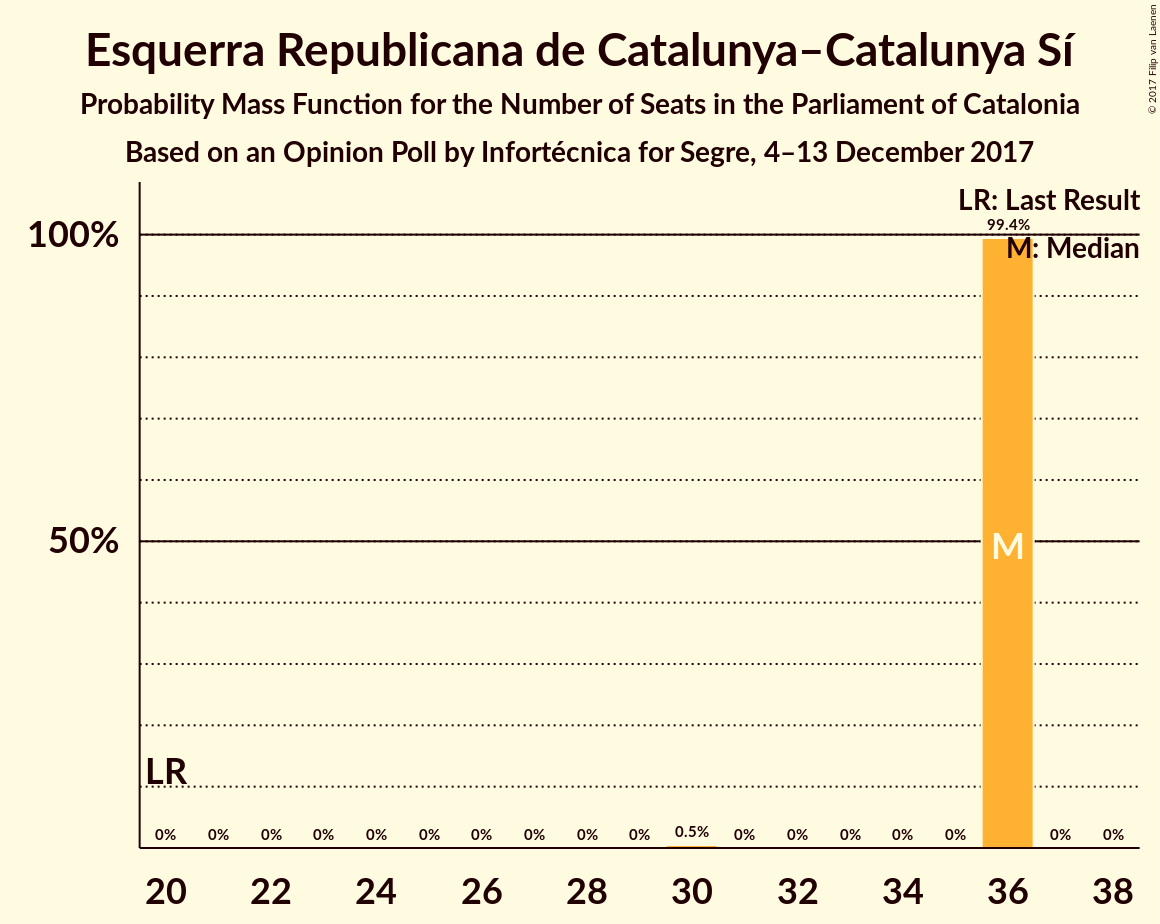 Esquerra Republicana de Catalunya–Catalunya Sí
Probability Mass Function for the Number of Seats in the Parliament of Catalonia
Based on an Opinion Poll by Infortécnica for Segre, 4–13 December 2017
© 2017 Filip van Laenen
LR: Last Result
99.4%
100%
M: Median
50%
M
LR
0% 0% 0% 0% 0% 0% 0% 0% 0% 0% 0.5% 0% 0% 0% 0% 0% 0% 0%
20 22 24 26 28 30 32 34 36 38